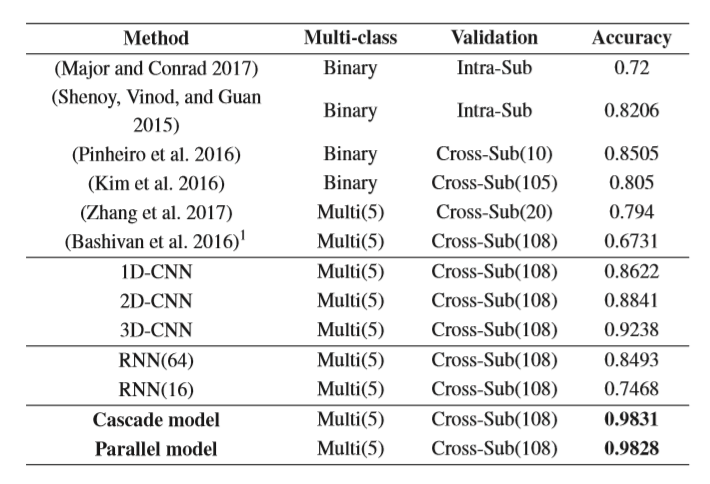 Method Multi-class Validation Accuracy
(Major and Conrad 2017) Binary Intra-Sub 0.72
(Shenoy, Vinod, and Guan
2015) Binary Intra-Sub 0.8206
(Pinheiro et al. 2016) Binary Cross-Sub(10) 0.8505
(Kim et al. 2016) Binary Cross-Sub(105) 0.805
(Zhang et al. 2017) Multi(5) Cross-Sub(20) 0.794
(Bashivan et al. 2016)¹ Multi(5) Cross-Sub(108) 0.6731
1D-CNN Multi(5) Cross-Sub(108) 0.8622
2D-CNN Multi(5) Cross-Sub(108) 0.8841
3D-CNN Multi(5) Cross-Sub(108) 0.9238
RNN(64) Multi(5) Cross-Sub(108) 0.8493
RNN(16) Multi(5) Cross-Sub(108) 0.7468
Cascade model Multi(5) Cross-Sub(108) 0.9831
Parallel model Multi(5) Cross-Sub(108) 0.9828